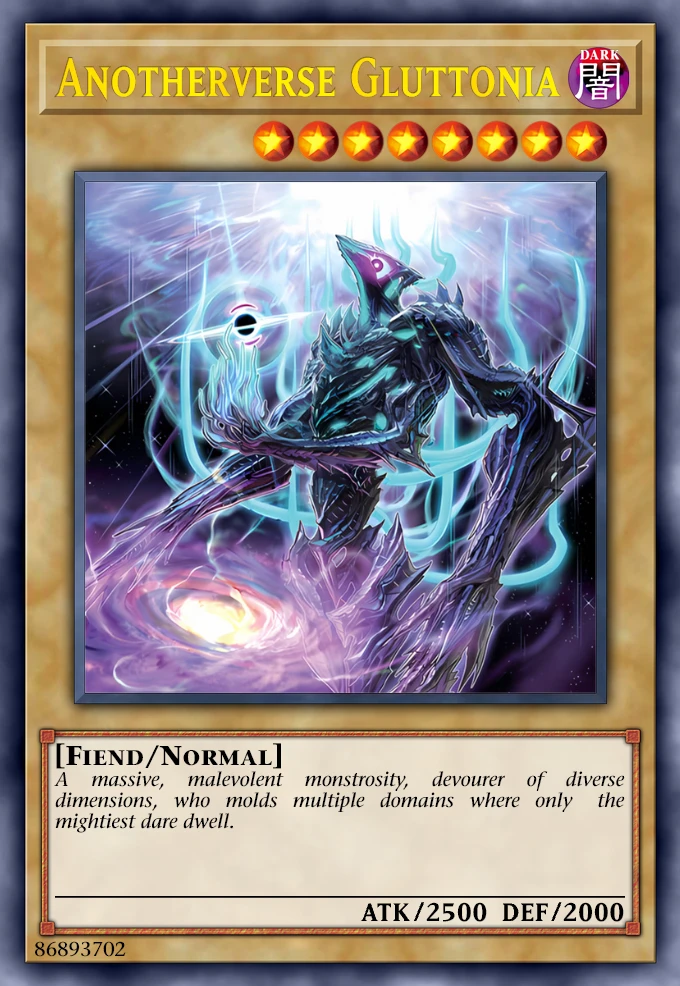 Anotherverse Gluttonia
DARK
闇
[Fiend/Normal]
A massive, malevolent monstrosity, devourer of diverse
dimensions, who molds multiple domains where only the
mightiest dare dwell.
ATK/2500 DEF/2000
86893702